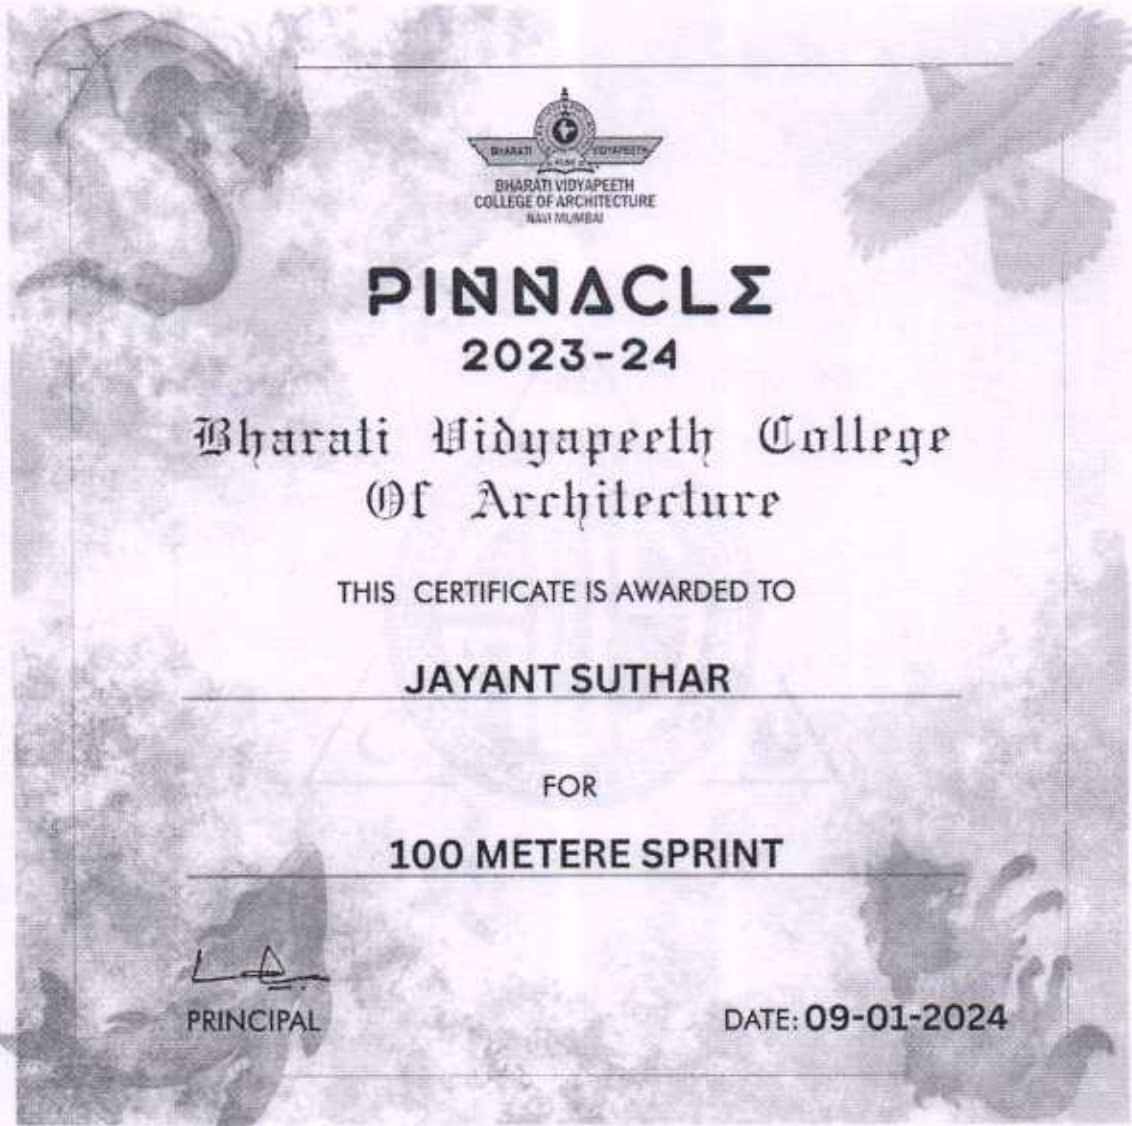 BHARATI VIDYAPEETH
BHARATI VIDYAPEETH
COLLEGE OF ARCHITECTURE
NAVI MUMBAI
PINNACLE
2023-24
Bharati Vidyapeeth College
Of Architecture
THIS CERTIFICATE IS AWARDED TO
JAYANT SUTHAR
FOR
100 METERE SPRINT
PRINCIPAL
DATE: 09-01-2024